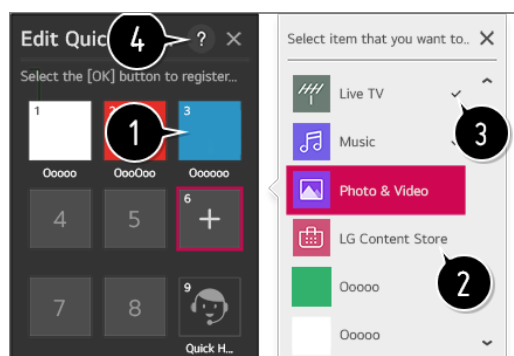 Edit Quic
4
?
Select the [OK] button to register...
1
2
3
1
Ooooo
OooOoo
Oooooo
4
5
6
7
8
9
Quick H...
Select item that you want to..
Live TV
3
Music
Photo & Video
LG Content Store
2
Ooooo
Ooooo